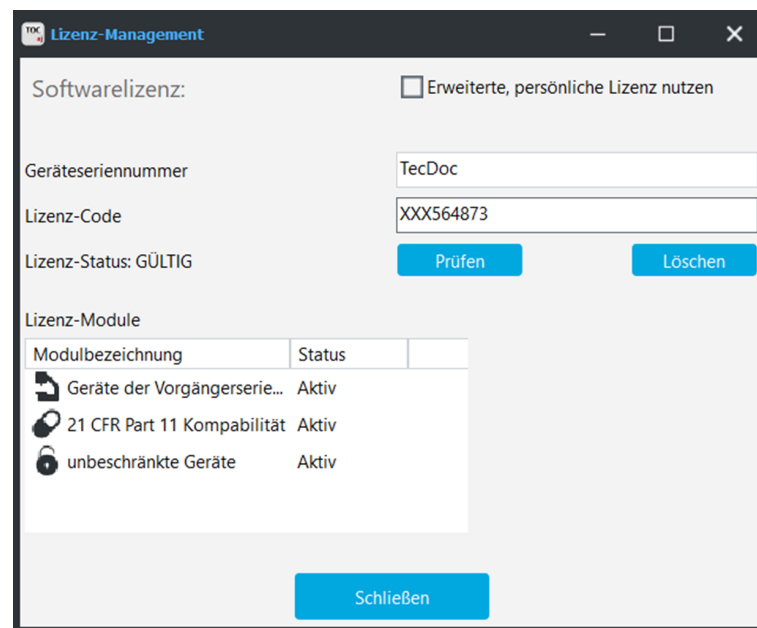 TOC
Lizenz-Management
Softwarelizenz:
Erweiterte, persönliche Lizenz nutzen
Geräteseriennummer
TecDoc
Lizenz-Code
XXX564873
Lizenz-Status: GÜLTIG
Prüfen
Löschen
Lizenz-Module
Modulbezeichnung Status
Geräte der Vorgängerserie... Aktiv
21 CFR Part 11 Kompabilität Aktiv
unbeschränkte Geräte Aktiv
Schließen